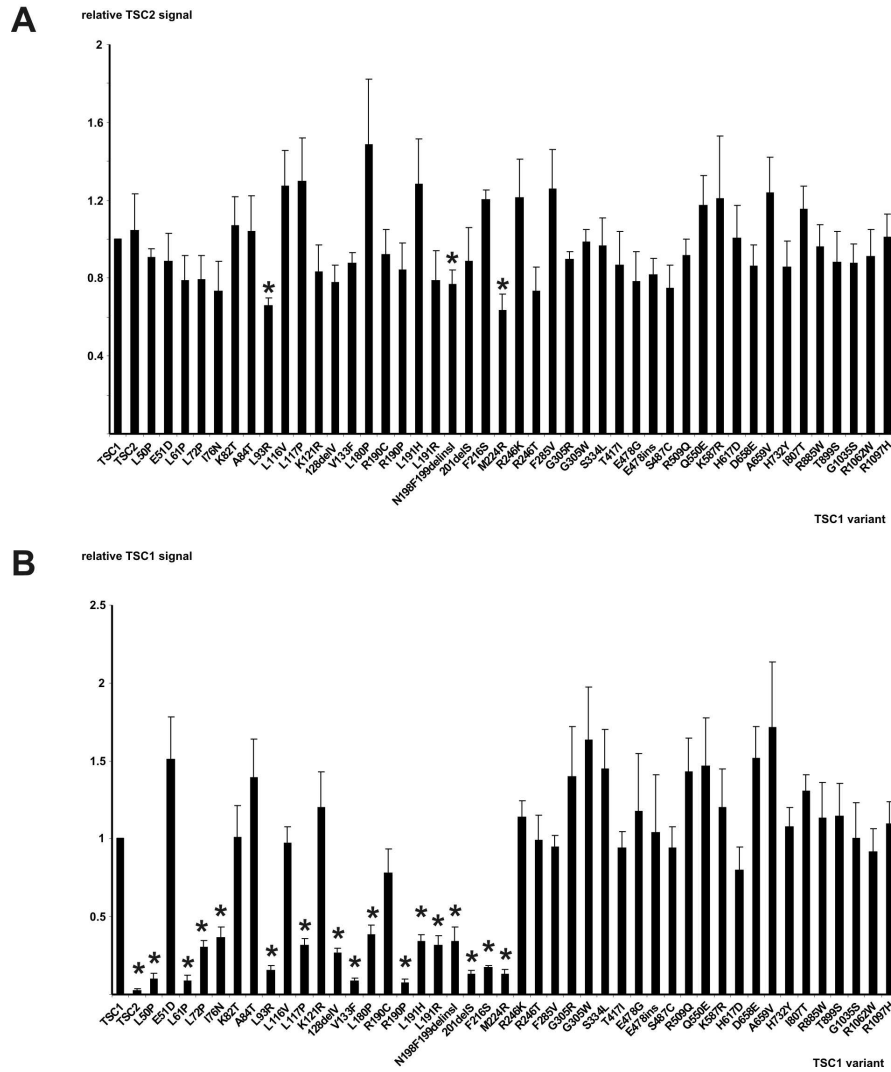 A
relative TSC2 signal
2
1.6
1.2
0.8
0.4
* * *
TSC1 TSC2 L50P E51D L61P L72P I76N K82T A84T L93R L116V L117P K121R 128delV V133F L180P R190C R190P L191H L191R N198F199delinsI 201delS F216S M224R R246K R246T F285V G305R G305W S334L T417I E478G E478ins S487C R509Q Q550E K587R H617D D658E A659V H732Y I807T R885W T899S G1035S R1062W R1097H
TSC1 variant
B
relative TSC1 signal
2.5
2
1.5
1
0.5
* * * * * * * * * * * * * * * *
TSC1 TSC2 L50P E51D L61P L72P I76N K82T A84T L93R L116V L117P K121R 128delV V133F L180P R190C R190P L191H L191R N198F199delinsI 201delS F216S M224R R246K R246T F285V G305R G305W S334L T417I E478G E478ins S487C R509Q Q550E K587R H617D D658E A659V H732Y I807T R885W T899S G1035S R1062W R1097H
TSC1 variant